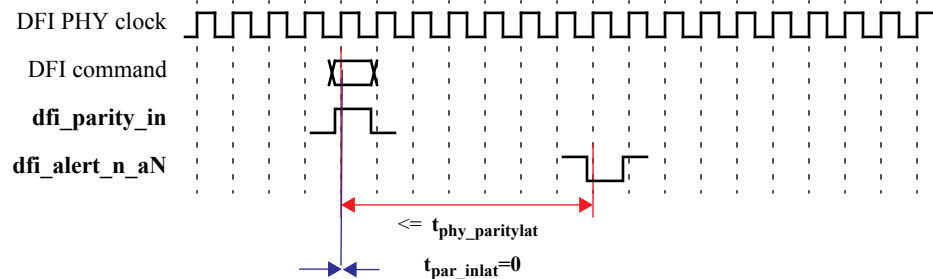 DFI PHY clock
DFI command
dfi_parity_in
dfi_alert_n_aN
<= tphy_paritylat
tpar_inlat=0